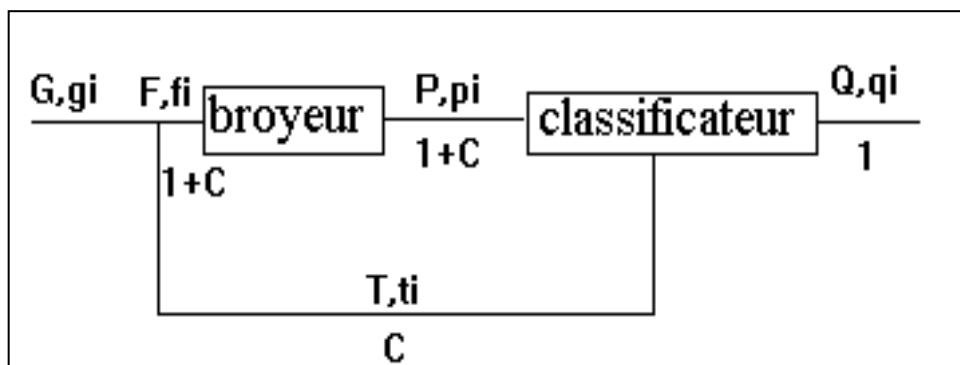 G,gi F,fi broyeur P,pi classificateur Q,qi
1+C 1+C 1
T,ti
C